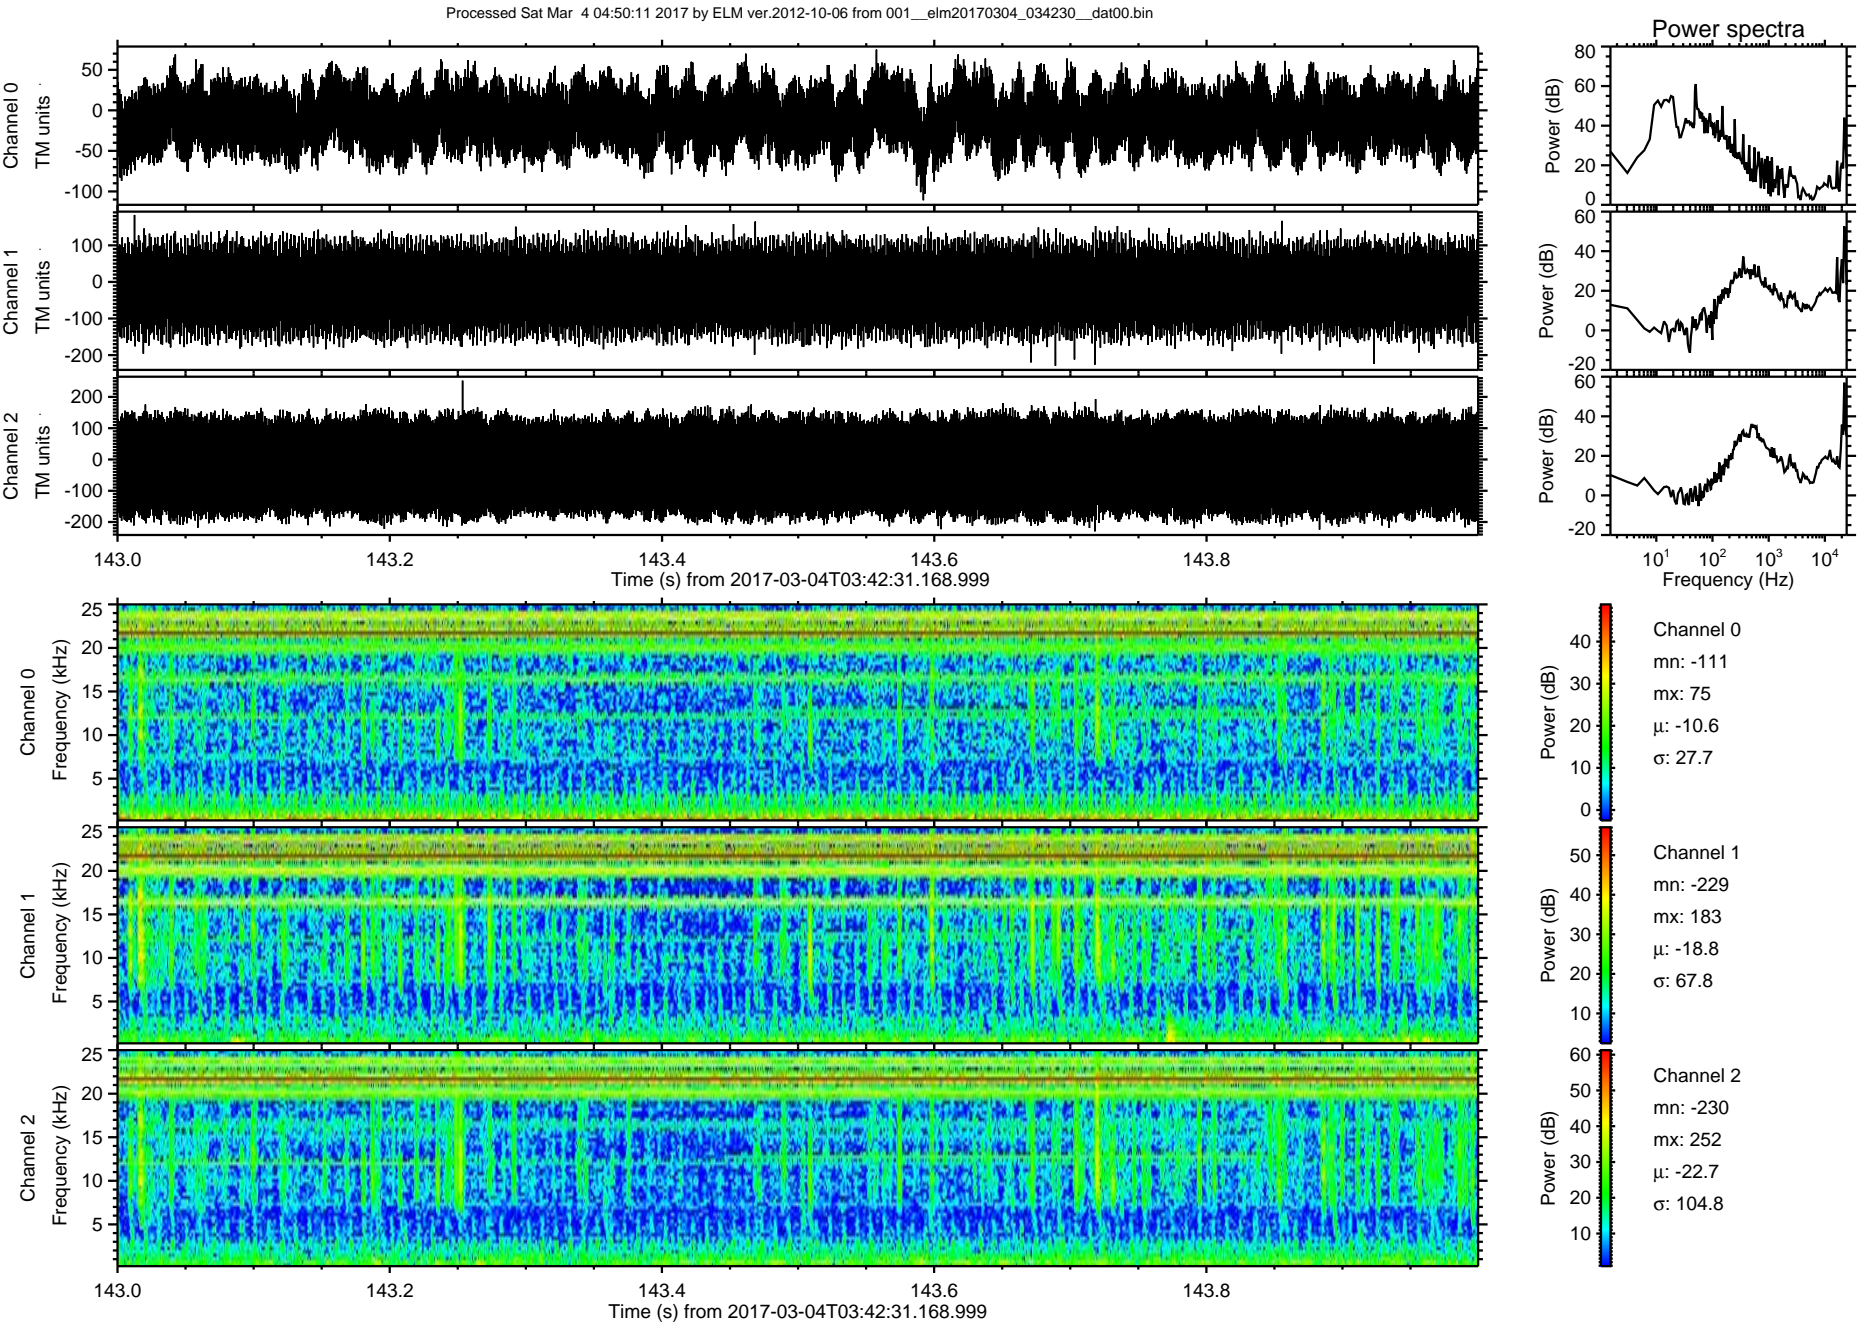 Processed Sat Mar  4 04:50:11 2017 by ELM ver.2012-10-06 from 001__elm20170304_034230__dat00.bin
Power spectra
Channel 0
TM units
50
0
-50
-100
Power (dB)
80
60
40
20
0
Channel 1
TM units
100
0
-100
-200
Power (dB)
60
40
20
0
-20
Channel 2
TM units
200
100
0
-100
-200
Power (dB)
60
40
20
0
-20
143.0 143.2 143.4 143.6 143.8
Time (s) from 2017-03-04T03:42:31.168.999
10^1 10^2 10^3 10^4
Frequency (Hz)
Channel 0
Frequency (kHz)
25
20
15
10
5
Power (dB)
40
30
20
10
0
Channel 0
mn: -111
mx: 75
μ: -10.6
σ: 27.7
Channel 1
Frequency (kHz)
25
20
15
10
5
Power (dB)
50
40
30
20
10
Channel 1
mn: -229
mx: 183
μ: -18.8
σ: 67.8
Channel 2
Frequency (kHz)
25
20
15
10
5
Power (dB)
60
50
40
30
20
10
Channel 2
mn: -230
mx: 252
μ: -22.7
σ: 104.8
143.0 143.2 143.4 143.6 143.8
Time (s) from 2017-03-04T03:42:31.168.999